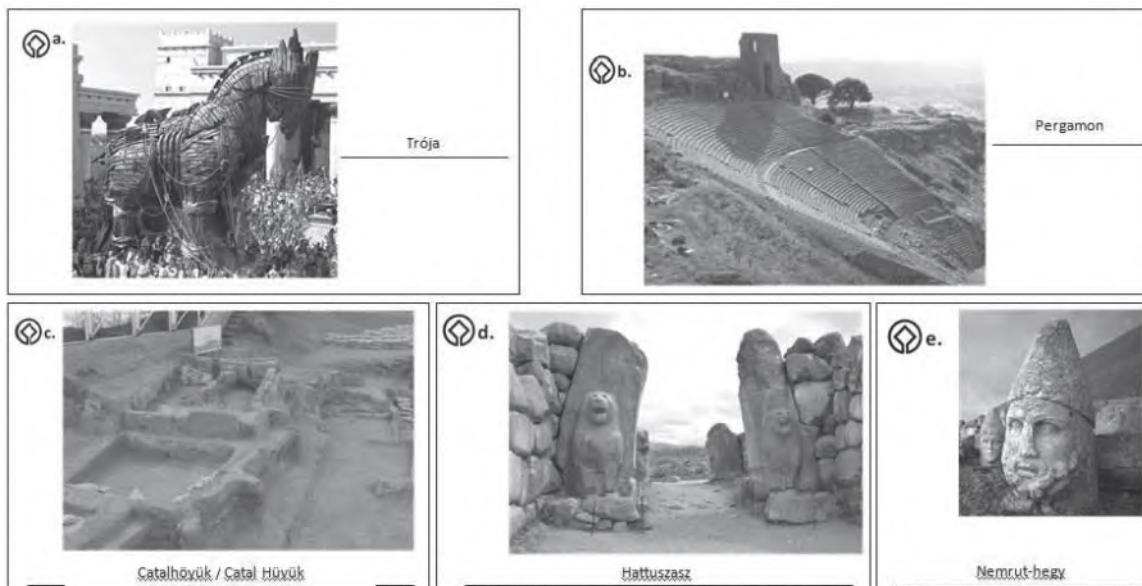 a.
Trója
b.
Pergamon
c.
Catalhöyük / Catal Hüyük
d.
Hattuszasz
e.
Nemrut-hegy